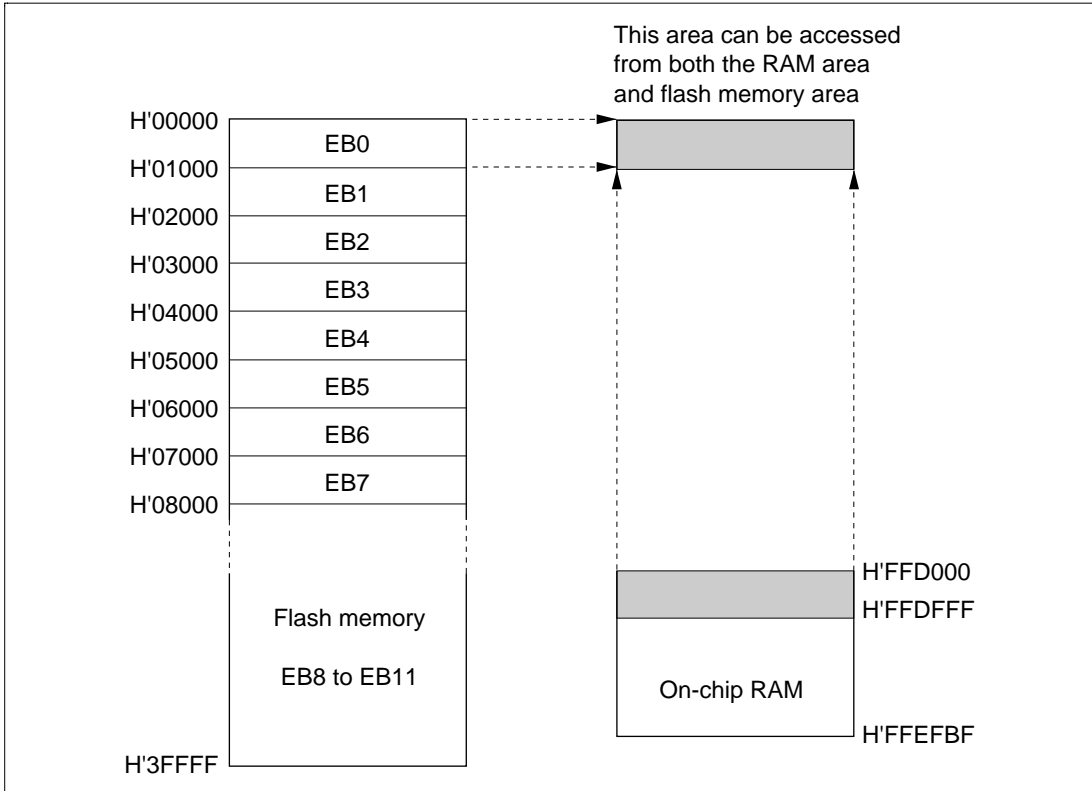 This area can be accessed
from both the RAM area
and flash memory area
H'00000
EB0
H'01000
EB1
H'02000
EB2
H'03000
EB3
H'04000
EB4
H'05000
EB5
H'06000
EB6
H'07000
EB7
H'08000
H'FFD000
H'FFDFFF
Flash memory
EB8 to EB11
On-chip RAM
H'FFEFBF
H'3FFFF